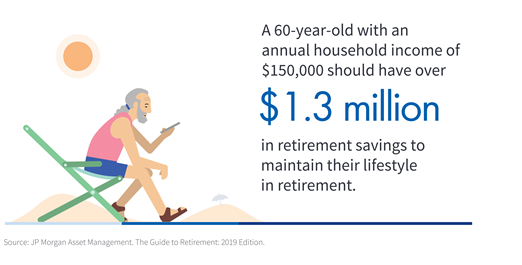 A 60-year-old with an
annual household income of
$150,000 should have over
$1.3 million
in retirement savings to
maintain their lifestyle
in retirement.
Source: JP Morgan Asset Management. The Guide to Retirement: 2019 Edition.